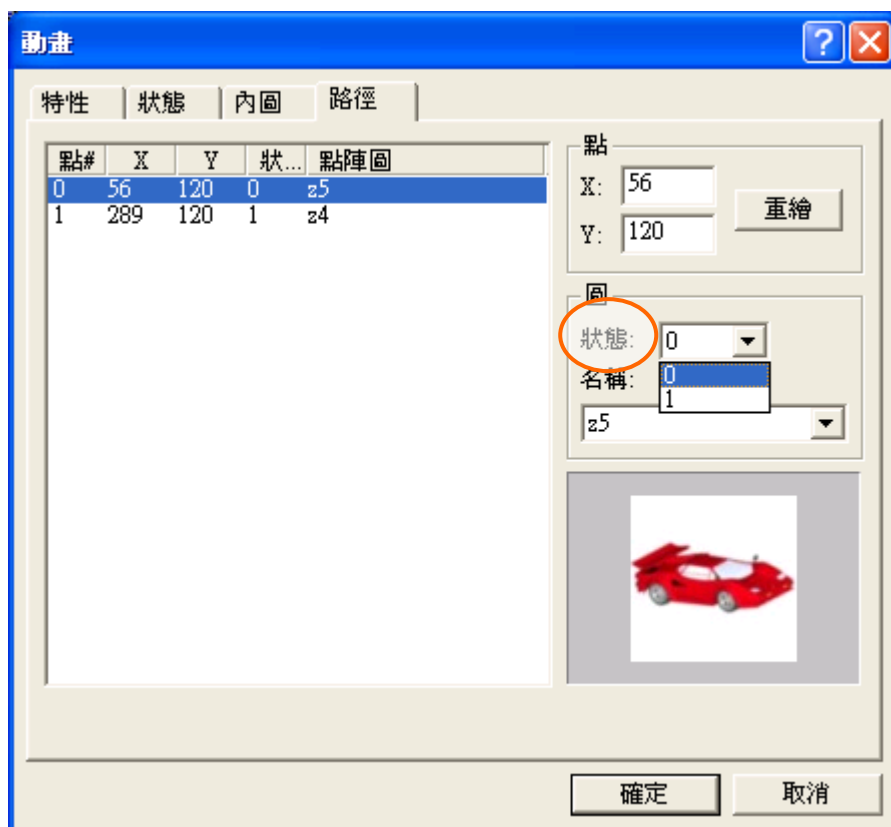 動畫
特性 狀態 內圖 路徑
點# X Y 狀... 點陣圖
0 56 120 0 z5
1 289 120 1 z4
點
X: 56
Y: 120
重繪
圖
狀態: 0
0
1
名稱:
z5
確定 取消